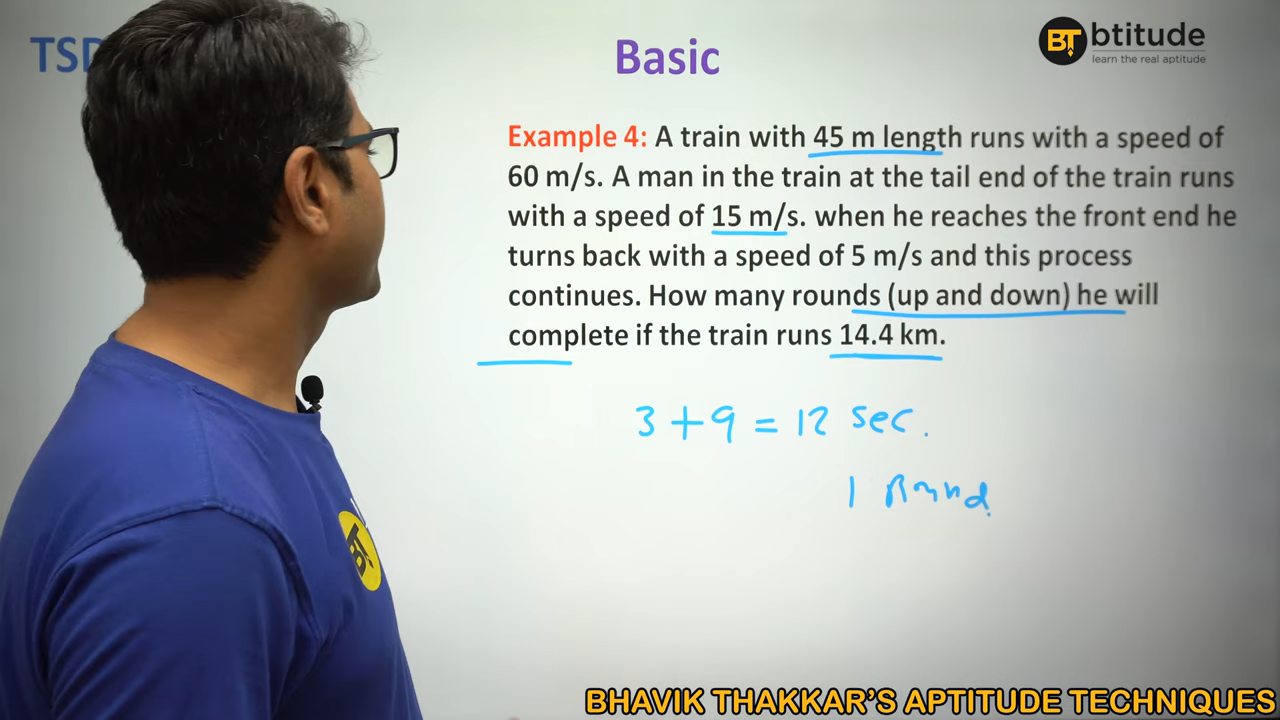 TSD
Basic
BT btitude
learn the real aptitude
Example 4: A train with 45 m length runs with a speed of
60 m/s. A man in the train at the tail end of the train runs
with a speed of 15 m/s. when he reaches the front end he
turns back with a speed of 5 m/s and this process
continues. How many rounds (up and down) he will
complete if the train runs 14.4 km.
3 + 9 = 12 sec.
1 Round.
BT
BHAVIK THAKKAR'S APTITUDE TECHNIQUES